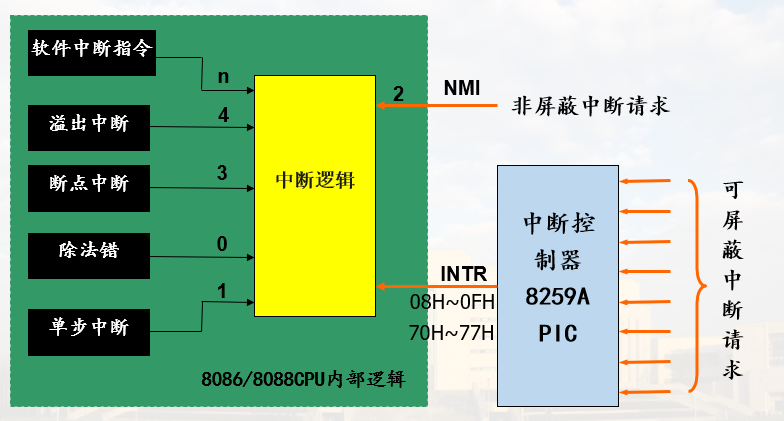 软件中断指令
n
溢出中断
4
断点中断
3
除法错
0
单步中断
1
中断逻辑
8086/8088CPU内部逻辑
2
NMI
非屏蔽中断请求
INTR
08H~0FH
70H~77H
中断控
制器
8259A
PIC
可
屏
蔽
中
断
请
求